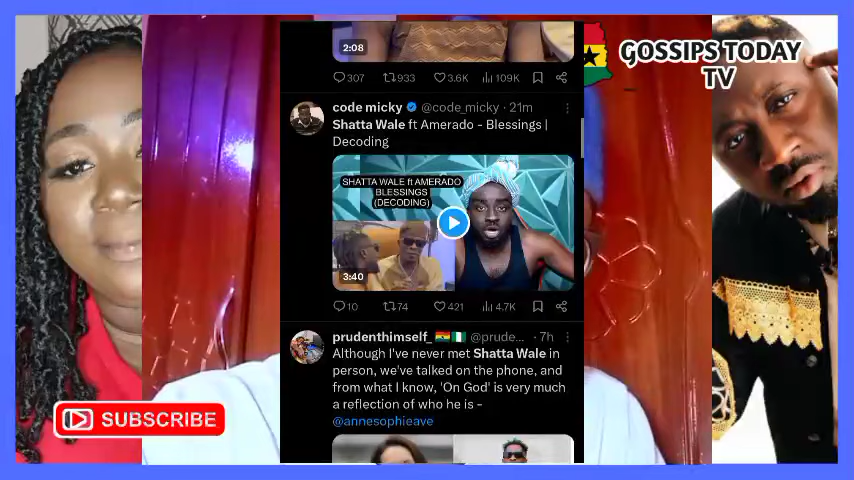 GOSSIPS TODAY
TV
2:08
307 933 3.6K 109K
code micky @code_micky · 21m
Shatta Wale ft Amerado - Blessings |
Decoding
SHATTA WALE ft AMERADO
BLESSINGS
(DECODING)
3:40
10 74 421 4.7K
prudenthimself_ @prude... · 7h
Although I've never met Shatta Wale in
person, we've talked on the phone, and
from what I know, 'On God' is very much
a reflection of who he is -
@annesophieave
SUBSCRIBE